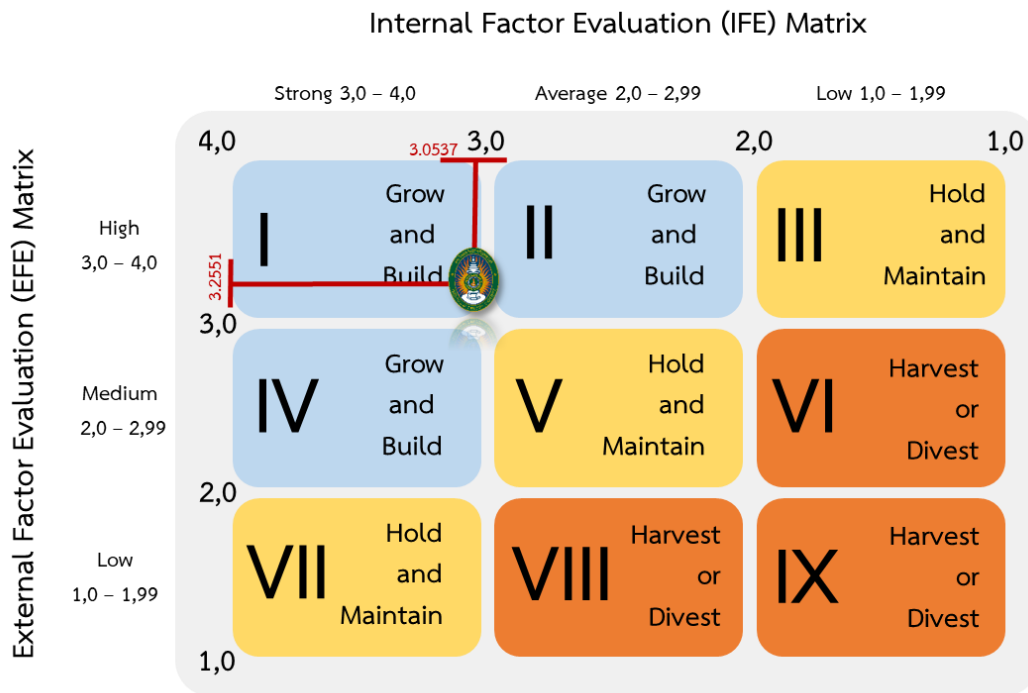 Internal Factor Evaluation (IFE) Matrix
Strong 3,0 – 4,0
Average 2,0 – 2,99
Low 1,0 – 1,99
External Factor Evaluation (EFE) Matrix
4,0
3.0537
3,0
2,0
1,0
High
3,0 – 4,0
3.2551
I
Grow
and
Build
II
Grow
and
Build
III
Hold
and
Maintain
3,0
Medium
2,0 – 2,99
IV
Grow
and
Build
V
Hold
and
Maintain
VI
Harvest
or
Divest
2,0
Low
1,0 – 1,99
VII
Hold
and
Maintain
VIII
Harvest
or
Divest
IX
Harvest
or
Divest
1,0